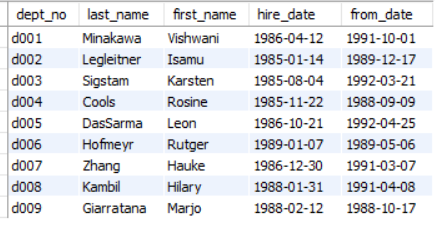 dept_no last_name first_name hire_date from_date
d001 Minakawa Vishwani 1986-04-12 1991-10-01
d002 Legleitner Isamu 1985-01-14 1989-12-17
d003 Sigstam Karsten 1985-08-04 1992-03-21
d004 Cools Rosine 1985-11-22 1988-09-09
d005 DasSarma Leon 1986-10-21 1992-04-25
d006 Hofmeyr Rutger 1989-01-07 1989-05-06
d007 Zhang Hauke 1986-12-30 1991-03-07
d008 Kambil Hilary 1988-01-31 1991-04-08
d009 Giarratana Marjo 1988-02-12 1988-10-17